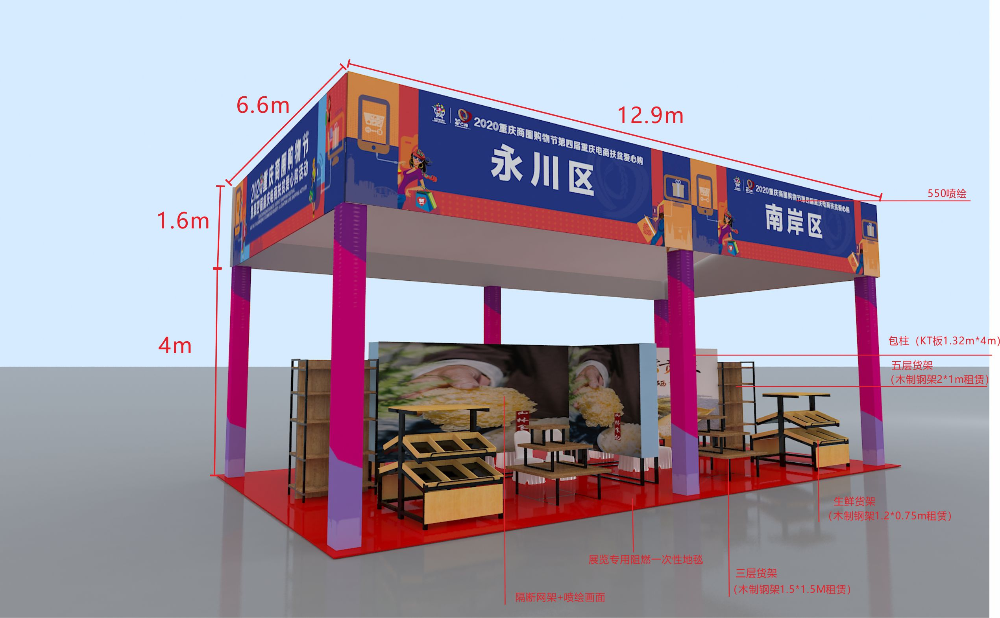 6.6m
12.9m
1.6m
4m
2020重庆商圈购物节
暨第四届重庆电商扶贫爱心购活动
2020重庆商圈购物节第四届重庆电商扶贫爱心购
永川区
2020重庆商圈购物节第四届重庆电商扶贫爱心购
南岸区
550喷绘
包柱（KT板1.32m*4m）
五层货架
（木制钢架2*1m租赁）
山林食
山林食记
生鲜货架
（木制钢架1.2*0.75m租赁）
展览专用阻燃一次性地毯
三层货架
（木制钢架1.5*1.5M租赁）
隔断网架+喷绘画面